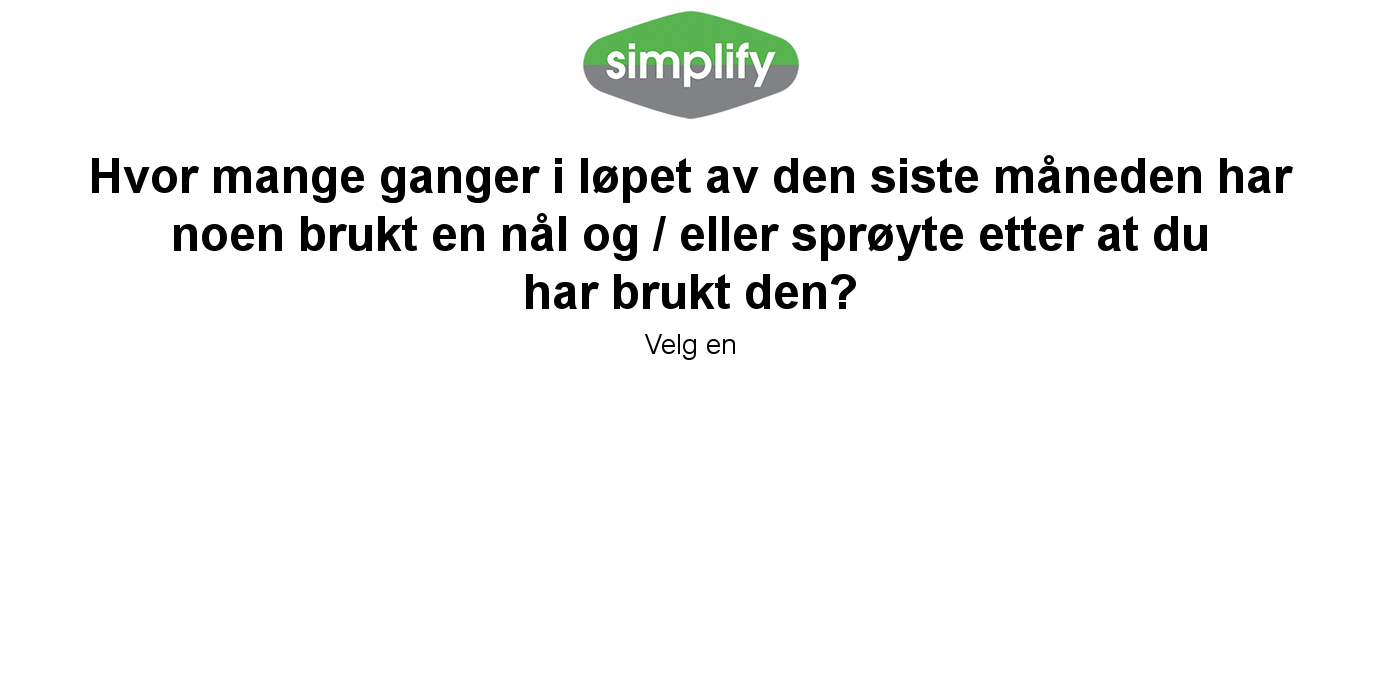 simplify
Hvor mange ganger i løpet av den siste måneden har
noen brukt en nål og / eller sprøyte etter at du
har brukt den?
Velg en